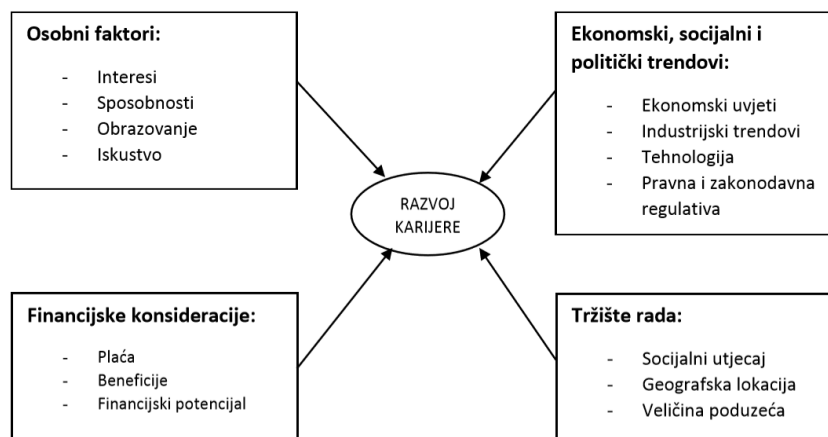 Osobni faktori:
- Interesi
- Sposobnosti
- Obrazovanje
- Iskustvo
Ekonomski, socijalni i
politički trendovi:
- Ekonomski uvjeti
- Industrijski trendovi
- Tehnologija
- Pravna i zakonodavna
regulativa
RAZVOJ
KARIJERE
Financijske konsideracije:
- Plaća
- Beneficije
- Financijski potencijal
Tržište rada:
- Socijalni utjecaj
- Geografska lokacija
- Veličina poduzeća